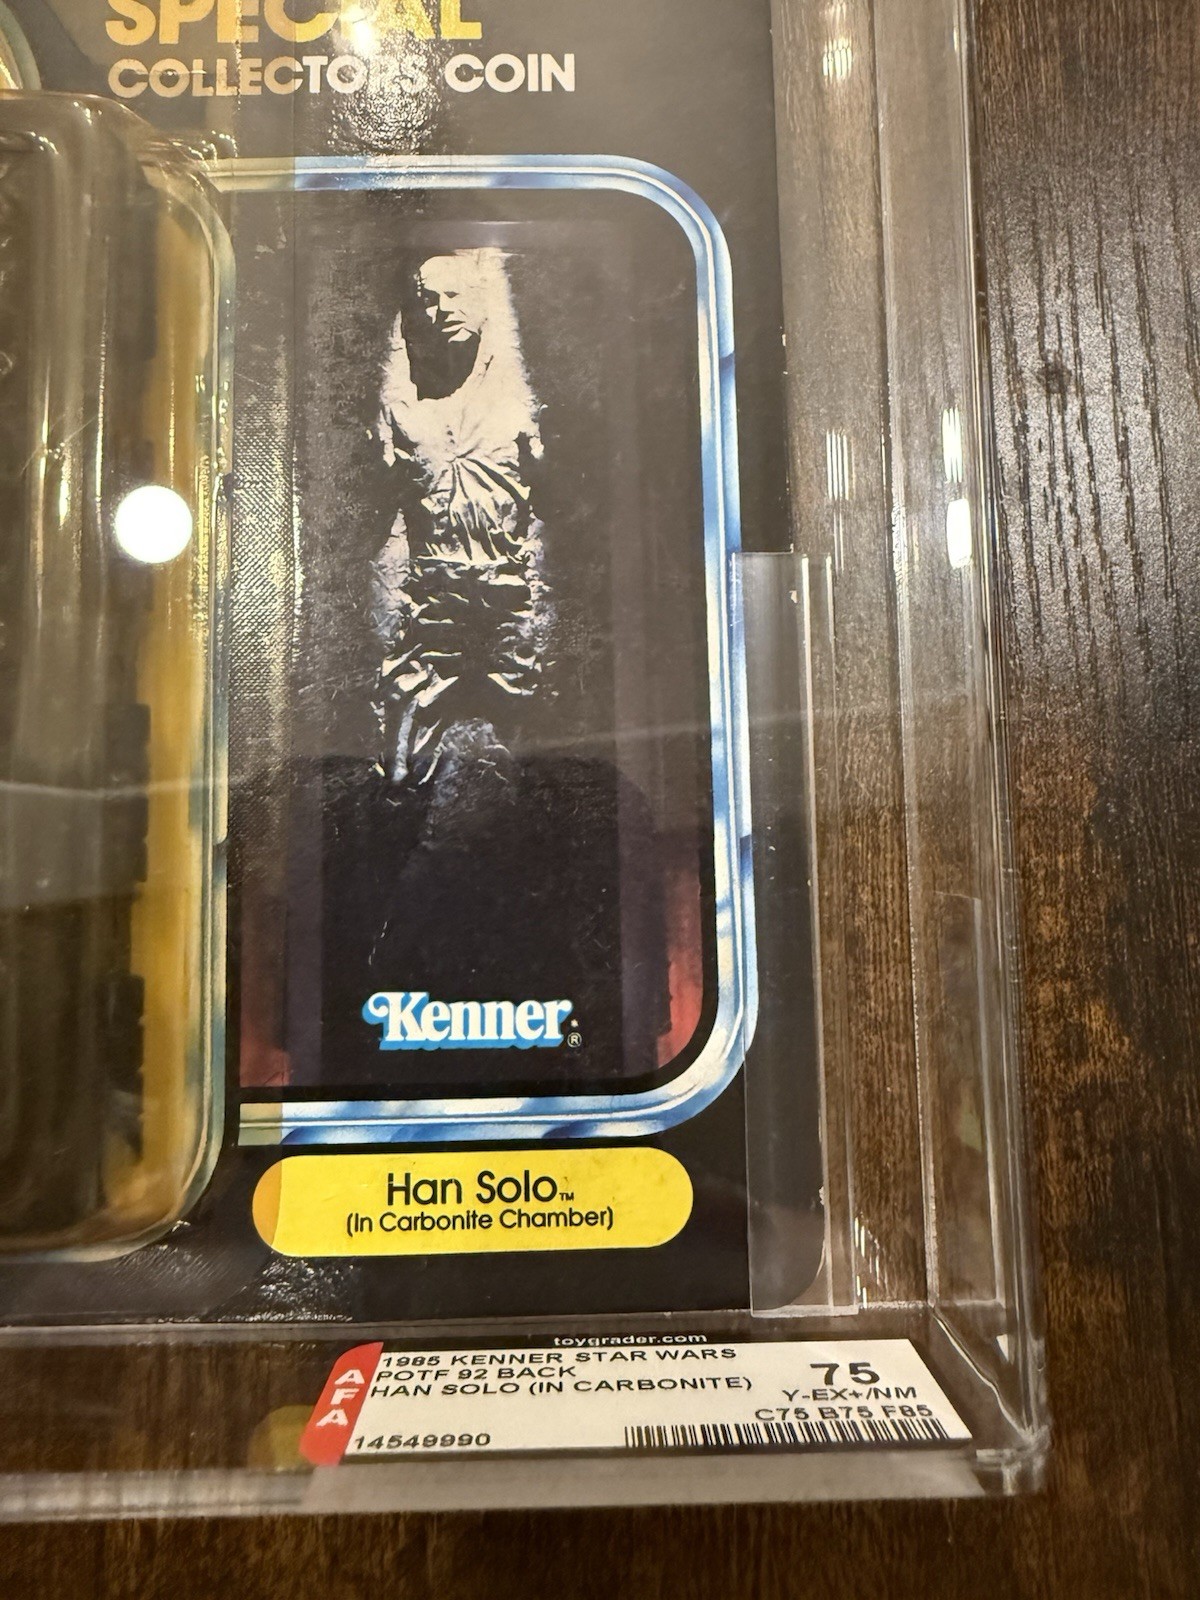 SPECIAL
COLLECTORS COIN
Kenner®
Han Solo™
(In Carbonite Chamber)
toygrader.com
AFA
1985 KENNER STAR WARS
POTF 92 BACK
HAN SOLO (IN CARBONITE)
14549990
75
Y-EX+/NM
C75 B75 F85